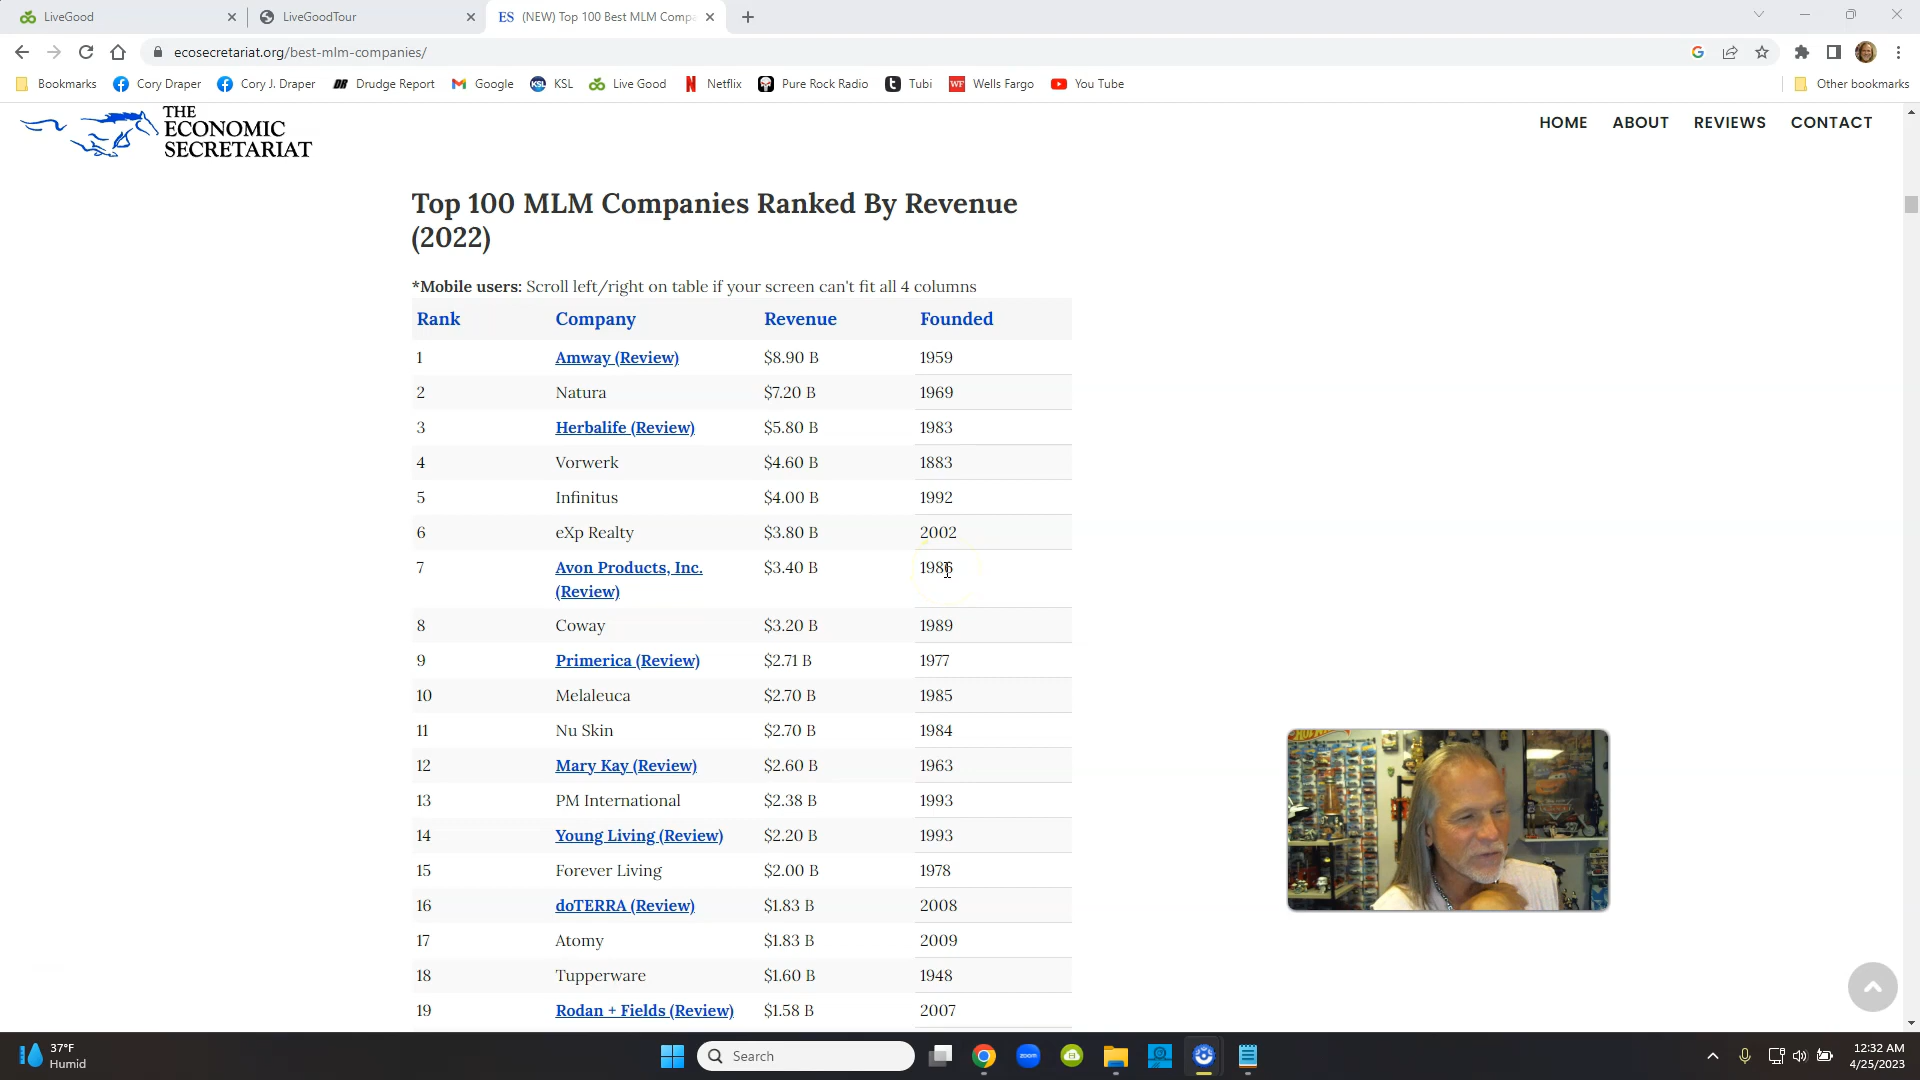 LiveGood
LiveGoodTour
ES (NEW) Top 100 Best MLM Compa
ecosecretariat.org/best-mlm-companies/
Bookmarks Cory Draper Cory J. Draper DR Drudge Report Google KSL KSL Live Good Netflix Pure Rock Radio t Tubi WF Wells Fargo You Tube Other bookmarks
THE
ECONOMIC
SECRETARIAT
HOME ABOUT REVIEWS CONTACT
Top 100 MLM Companies Ranked By Revenue
(2022)
*Mobile users: Scroll left/right on table if your screen can't fit all 4 columns
Rank Company Revenue Founded
1 Amway (Review) $8.90 B 1959
2 Natura $7.20 B 1969
3 Herbalife (Review) $5.80 B 1983
4 Vorwerk $4.60 B 1883
5 Infinitus $4.00 B 1992
6 eXp Realty $3.80 B 2002
7 Avon Products, Inc. $3.40 B 1986
(Review)
8 Coway $3.20 B 1989
9 Primerica (Review) $2.71 B 1977
10 Melaleuca $2.70 B 1985
11 Nu Skin $2.70 B 1984
12 Mary Kay (Review) $2.60 B 1963
13 PM International $2.38 B 1993
14 Young Living (Review) $2.20 B 1993
15 Forever Living $2.00 B 1978
16 doTERRA (Review) $1.83 B 2008
17 Atomy $1.83 B 2009
18 Tupperware $1.60 B 1948
19 Rodan + Fields (Review) $1.58 B 2007
37°F
Humid
Search
zoom
12:32 AM
4/25/2023